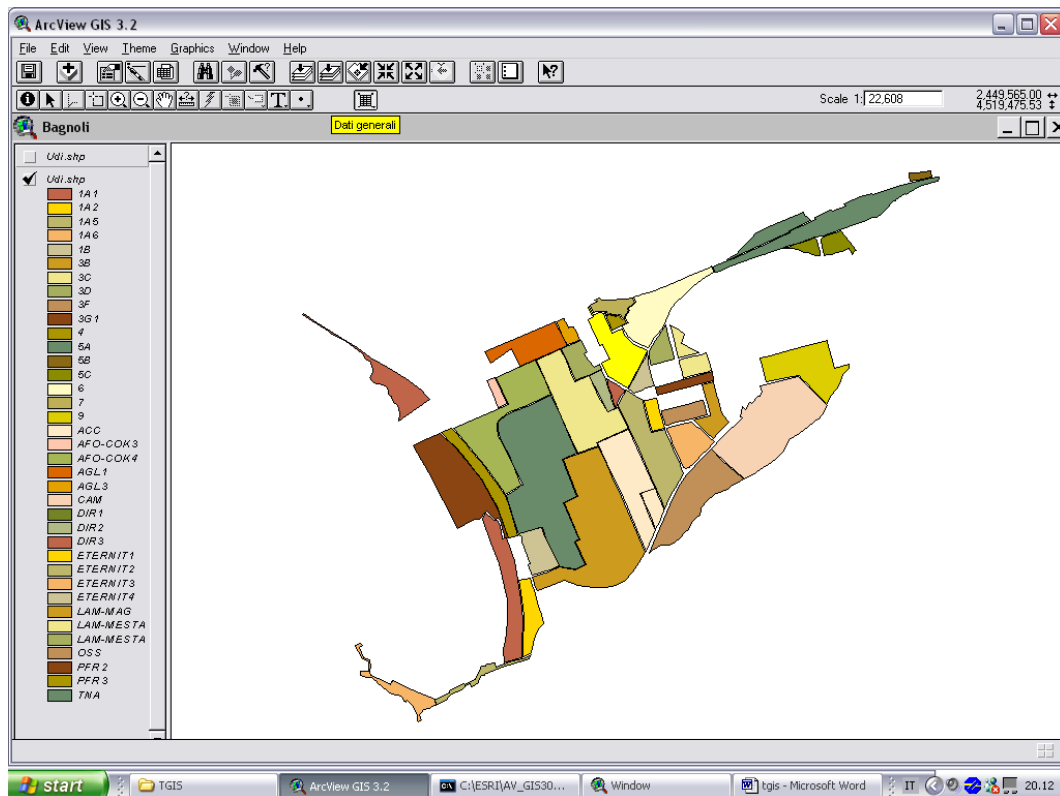 ArcView GIS 3.2
File Edit View Theme Graphics Window Help
Scale 1: 22,608
2,449,565.00
4,519,475.53
Dati generali
Bagnoli
Udi.shp
Udi.shp
1A1
1A2
1A5
1A6
1B
3B
3C
3D
3F
3G1
4
5A
5B
5C
6
7
9
ACC
AFO-COK3
AFO-COK4
AGL1
AGL3
CAM
DIR1
DIR2
DIR3
ETERNIT1
ETERNIT2
ETERNIT3
ETERNIT4
LAM-MAG
LAM-MESTA
LAM-MESTA
OSS
PFR2
PFR3
TNA
start TGIS ArcView GIS 3.2 C:\ESRI\AV_GIS30... Window tgis - Microsoft Word IT 20.12